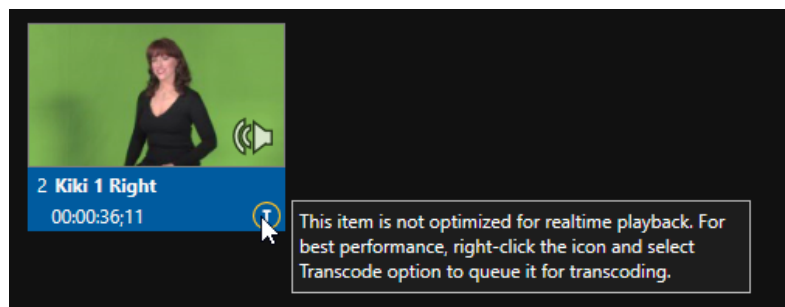 2 Kiki 1 Right
00:00:36;11
T
This item is not optimized for realtime playback. For
best performance, right-click the icon and select
Transcode option to queue it for transcoding.